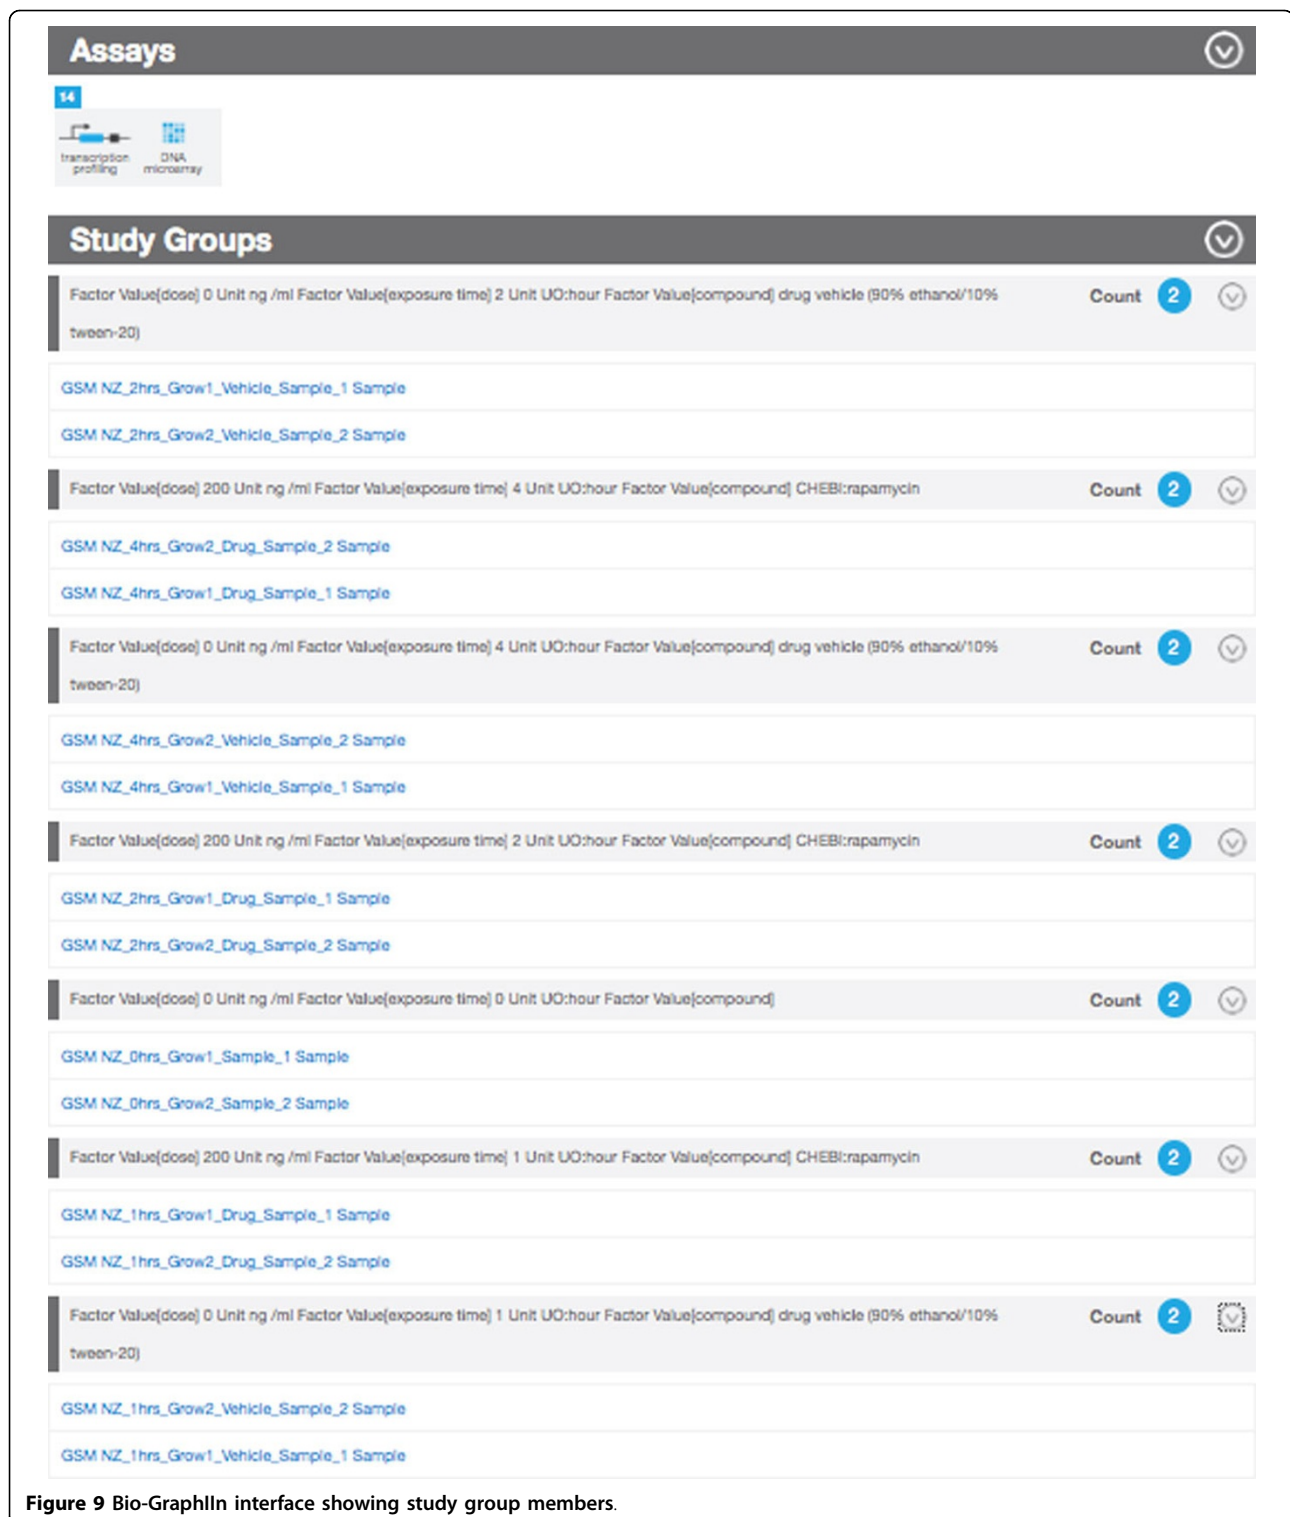 Assays
14
transcription DNA
profiling microarray
Study Groups
Factor Value[dose] 0 Unit ng /ml Factor Value[exposure time] 2 Unit UO:hour Factor Value[compound] drug vehicle (90% ethanol/10% Count 2
tween-20)
GSM NZ_2hrs_Grow1_Vehicle_Sample_1 Sample
GSM NZ_2hrs_Grow2_Vehicle_Sample_2 Sample
Factor Value[dose] 200 Unit ng /ml Factor Value[exposure time] 4 Unit UO:hour Factor Value[compound] CHEBI:rapamycin Count 2
GSM NZ_4hrs_Grow2_Drug_Sample_2 Sample
GSM NZ_4hrs_Grow1_Drug_Sample_1 Sample
Factor Value[dose] 0 Unit ng /ml Factor Value[exposure time] 4 Unit UO:hour Factor Value[compound] drug vehicle (90% ethanol/10% Count 2
tween-20)
GSM NZ_4hrs_Grow2_Vehicle_Sample_2 Sample
GSM NZ_4hrs_Grow1_Vehicle_Sample_1 Sample
Factor Value[dose] 200 Unit ng /ml Factor Value[exposure time] 2 Unit UO:hour Factor Value[compound] CHEBI:rapamycin Count 2
GSM NZ_2hrs_Grow1_Drug_Sample_1 Sample
GSM NZ_2hrs_Grow2_Drug_Sample_2 Sample
Factor Value[dose] 0 Unit ng /ml Factor Value[exposure time] 0 Unit UO:hour Factor Value[compound] Count 2
GSM NZ_0hrs_Grow1_Sample_1 Sample
GSM NZ_0hrs_Grow2_Sample_2 Sample
Factor Value[dose] 200 Unit ng /ml Factor Value[exposure time] 1 Unit UO:hour Factor Value[compound] CHEBI:rapamycin Count 2
GSM NZ_1hrs_Grow1_Drug_Sample_1 Sample
GSM NZ_1hrs_Grow2_Drug_Sample_2 Sample
Factor Value[dose] 0 Unit ng /ml Factor Value[exposure time] 1 Unit UO:hour Factor Value[compound] drug vehicle (90% ethanol/10% Count 2
tween-20)
GSM NZ_1hrs_Grow2_Vehicle_Sample_2 Sample
GSM NZ_1hrs_Grow1_Vehicle_Sample_1 Sample
Figure 9 Bio-GraphIIn interface showing study group members.